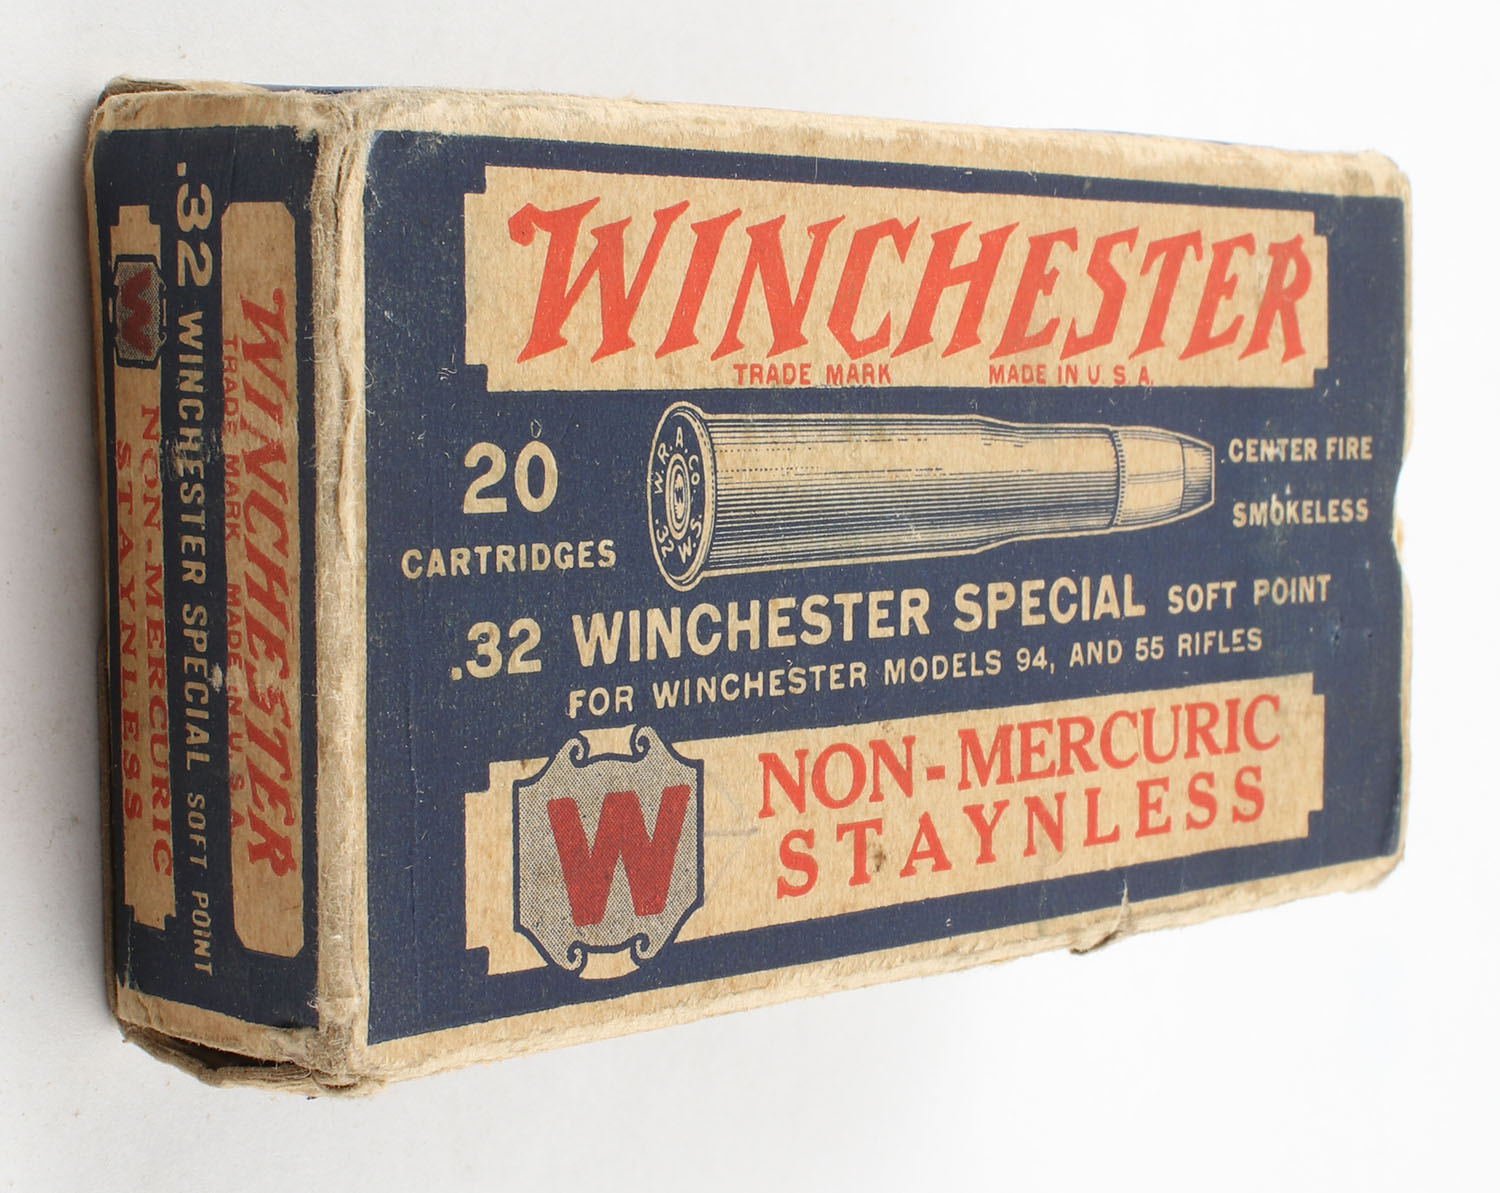 WINCHESTER
TRADE MARK MADE IN U.S.A.
20
CARTRIDGES
W.R.A.Co.
.32 W.S.
CENTER FIRE
SMOKELESS
.32 WINCHESTER SPECIAL SOFT POINT
FOR WINCHESTER MODELS 94, AND 55 RIFLES
W
NON-MERCURIC
STAYNLESS
WINCHESTER
TRADE MARK MADE IN U.S.A.
.32 WINCHESTER SPECIAL SOFT POINT
W
NON-MERCURIC
STAYNLESS